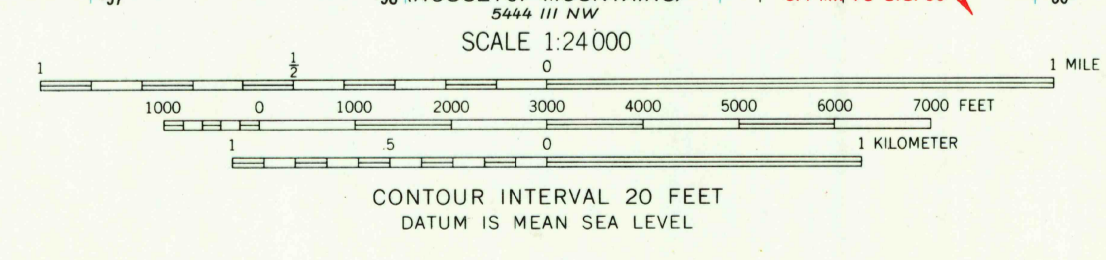 5444 III NW
SCALE 1:24 000
1 1/2 0 1 MILE
1000 0 1000 2000 3000 4000 5000 6000 7000 FEET
1 .5 0 1 KILOMETER
CONTOUR INTERVAL 20 FEET
DATUM IS MEAN SEA LEVEL